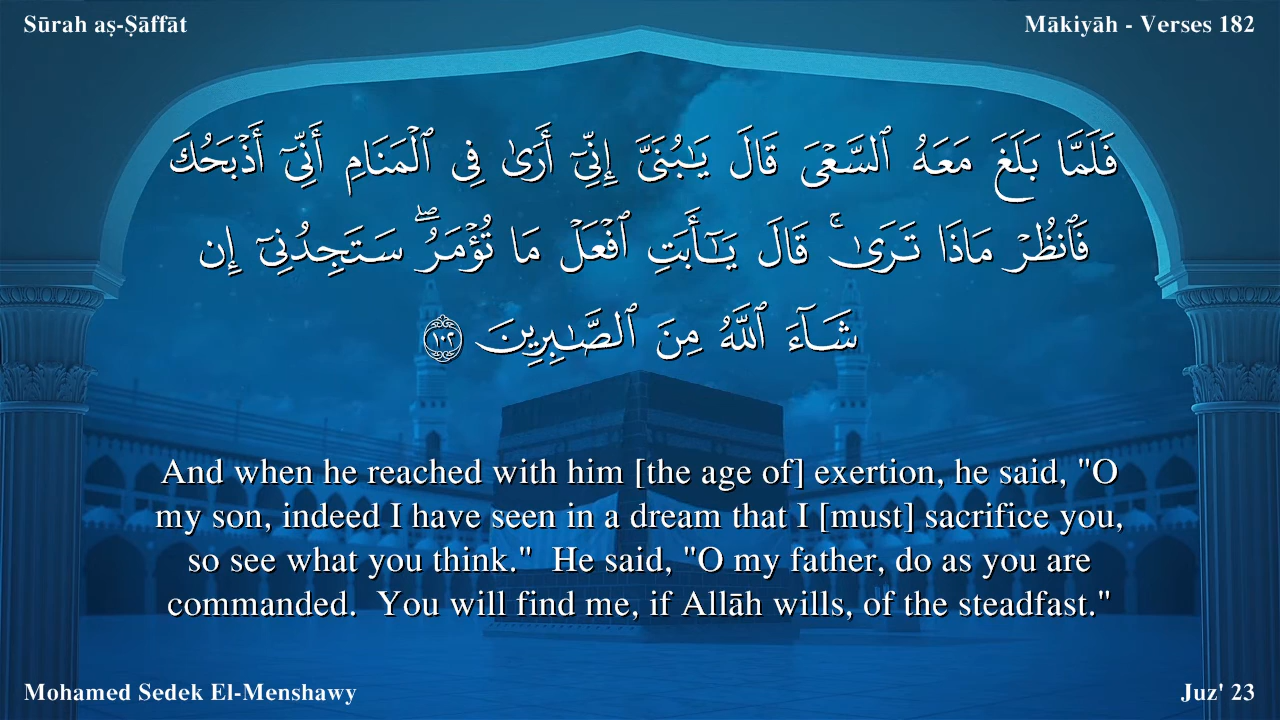 Sūrah aṣ-Ṣāffāt
Mākiyāh - Verses 182
فَلَمَّا بَلَغَ مَعَهُ ٱلسَّعْىَ قَالَ يَـٰبُنَىَّ إِنِّىٓ أَرَىٰ فِى ٱلْمَنَامِ أَنِّىٓ أَذْبَحُكَ
فَٱنظُرْ مَاذَا تَرَىٰ ۚ قَالَ يَـٰٓأَبَتِ ٱفْعَلْ مَا تُؤْمَرُ ۖ سَتَجِدُنِىٓ إِن
شَآءَ ٱللَّهُ مِنَ ٱلصَّـٰبِرِينَ ١٠٢
And when he reached with him [the age of] exertion, he said, "O
my son, indeed I have seen in a dream that I [must] sacrifice you,
so see what you think."  He said, "O my father, do as you are
commanded.  You will find me, if Allāh wills, of the steadfast."
Mohamed Sedek El-Menshawy
Juz' 23